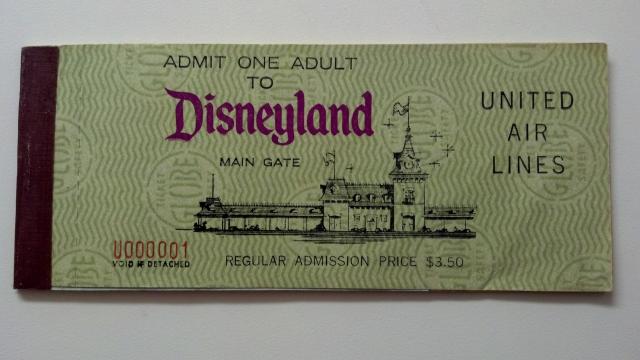 ADMIT ONE ADULT
TO
Disneyland
MAIN GATE
UNITED
AIR
LINES
U000001
VOID IF DETACHED
REGULAR ADMISSION PRICE $3.50
GLOBE